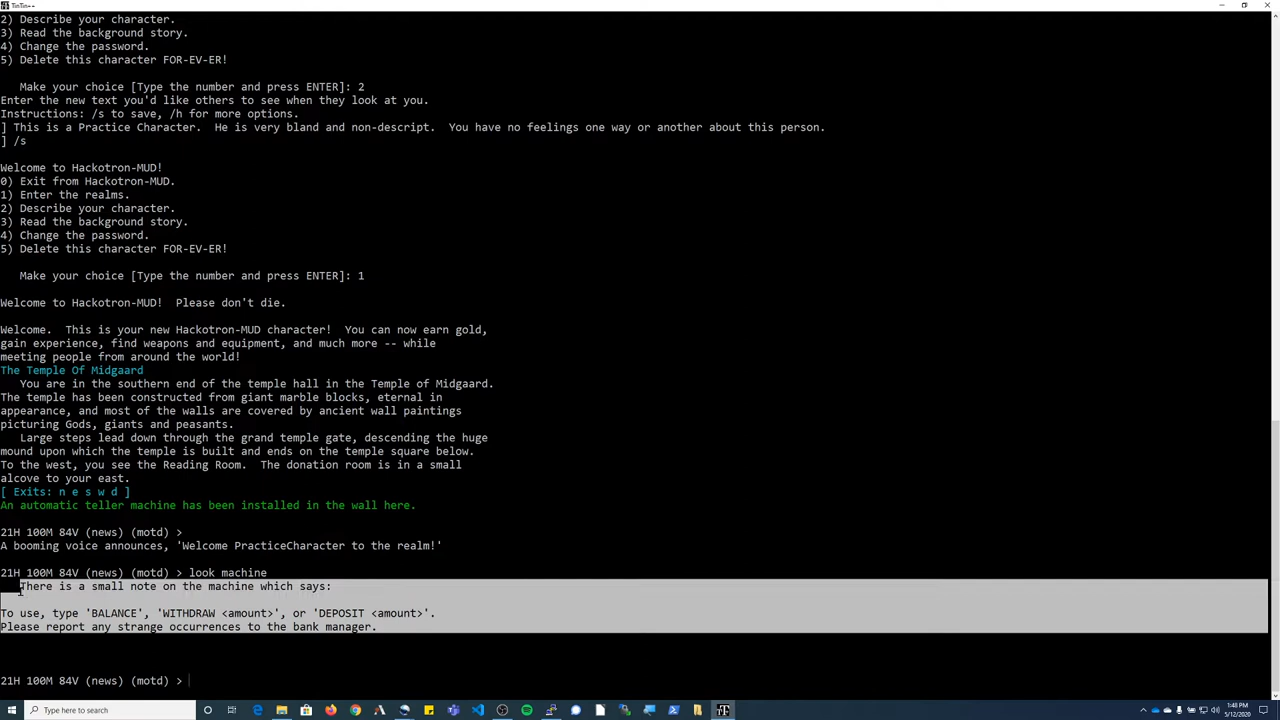 TinTin++
2) Describe your character.
3) Read the background story.
4) Change the password.
5) Delete this character FOR-EV-ER!
Make your choice [Type the number and press ENTER]: 2
Enter the new text you'd like others to see when they look at you.
Instructions: /s to save, /h for more options.
] This is a Practice Character.  He is very bland and non-descript.  You have no feelings one way or another about this person.
] /s
Welcome to Hackotron-MUD!
0) Exit from Hackotron-MUD.
1) Enter the realms.
2) Describe your character.
3) Read the background story.
4) Change the password.
5) Delete this character FOR-EV-ER!
Make your choice [Type the number and press ENTER]: 1
Welcome to Hackotron-MUD!  Please don't die.
Welcome.  This is your new Hackotron-MUD character!  You can now earn gold,
gain experience, find weapons and equipment, and much more -- while
meeting people from around the world!
The Temple Of Midgaard
You are in the southern end of the temple hall in the Temple of Midgaard.
The temple has been constructed from giant marble blocks, eternal in
appearance, and most of the walls are covered by ancient wall paintings
picturing Gods, giants and peasants.
Large steps lead down through the grand temple gate, descending the huge
mound upon which the temple is built and ends on the temple square below.
To the west, you see the Reading Room.  The donation room is in a small
alcove to your east.
[ Exits: n e s w d ]
An automatic teller machine has been installed in the wall here.
21H 100M 84V (news) (motd) >
A booming voice announces, 'Welcome PracticeCharacter to the realm!'
21H 100M 84V (news) (motd) > look machine
There is a small note on the machine which says:
To use, type 'BALANCE', 'WITHDRAW <amount>', or 'DEPOSIT <amount>'.
Please report any strange occurrences to the bank manager.
21H 100M 84V (news) (motd) >
Type here to search
1:48 PM
5/12/2020